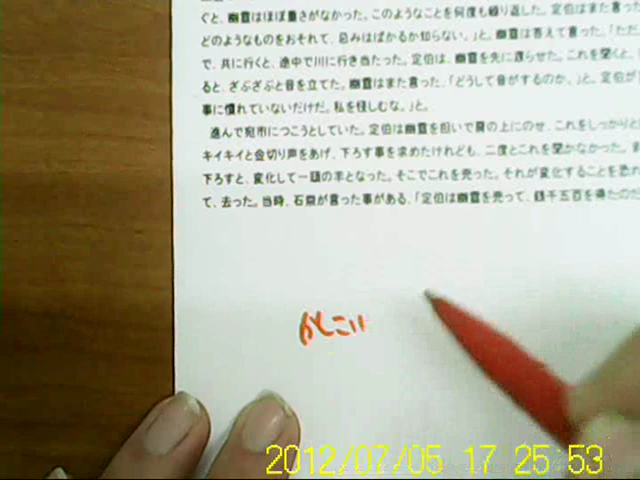 ぐと、幽霊はほぼ重さがなかった。このようなことを何度も繰り返した。定伯はまた言っ
どのようなものをおそれて、忌みはばかるか知らない。」と。幽霊は答えて言った。「ただ
で、共に行くと、途中で川に行き当たった。定伯は、幽霊を先に渡らせた。これを聞くと、
ると、ざぶざぶと音を立てた。幽霊はまた言った、「どうして音がするのか。」と。定伯が
事に慣れていないだけだ。私を怪しむな。」と。
進んで宛市につこうとしていた。定伯は幽霊を担いで肩の上にのせ、これをしっかりと
キイキイと金切り声をあげ、下ろす事を求めたけれども、二度とこれを聞かなかった。
下ろすと、変化して一頭の羊となった。そこでこれを売った。それが変化することを恐れ
て、去った。当時、石崇が言った事がある、「定伯は幽霊を売って、銭千五百を得たの
かしこい
2012/07/05 17 25 53